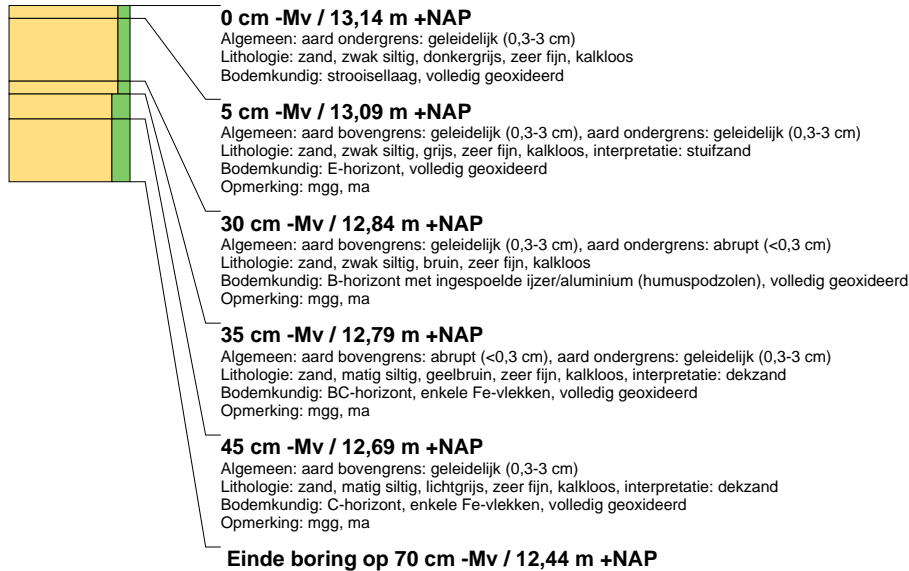 0 cm -Mv / 13,14 m +NAP
Algemeen: aard ondergrens: geleidelijk (0,3-3 cm)
Lithologie: zand, zwak siltig, donkergrijs, zeer fijn, kalkloos
Bodemkundig: strooisellaag, volledig geoxideerd
5 cm -Mv / 13,09 m +NAP
Algemeen: aard bovengrens: geleidelijk (0,3-3 cm), aard ondergrens: geleidelijk (0,3-3 cm)
Lithologie: zand, zwak siltig, grijs, zeer fijn, kalkloos, interpretatie: stuifzand
Bodemkundig: E-horizont, volledig geoxideerd
Opmerking: mgg, ma
30 cm -Mv / 12,84 m +NAP
Algemeen: aard bovengrens: geleidelijk (0,3-3 cm), aard ondergrens: abrupt (<0,3 cm)
Lithologie: zand, zwak siltig, bruin, zeer fijn, kalkloos
Bodemkundig: B-horizont met ingespoelde ijzer/aluminium (humuspodzolen), volledig geoxideerd
Opmerking: mgg, ma
35 cm -Mv / 12,79 m +NAP
Algemeen: aard bovengrens: abrupt (<0,3 cm), aard ondergrens: geleidelijk (0,3-3 cm)
Lithologie: zand, matig siltig, geelbruin, zeer fijn, kalkloos, interpretatie: dekzand
Bodemkundig: BC-horizont, enkele Fe-vlekken, volledig geoxideerd
Opmerking: mgg, ma
45 cm -Mv / 12,69 m +NAP
Algemeen: aard bovengrens: geleidelijk (0,3-3 cm)
Lithologie: zand, matig siltig, lichtgrijs, zeer fijn, kalkloos, interpretatie: dekzand
Bodemkundig: C-horizont, enkele Fe-vlekken, volledig geoxideerd
Opmerking: mgg, ma
Einde boring op 70 cm -Mv / 12,44 m +NAP